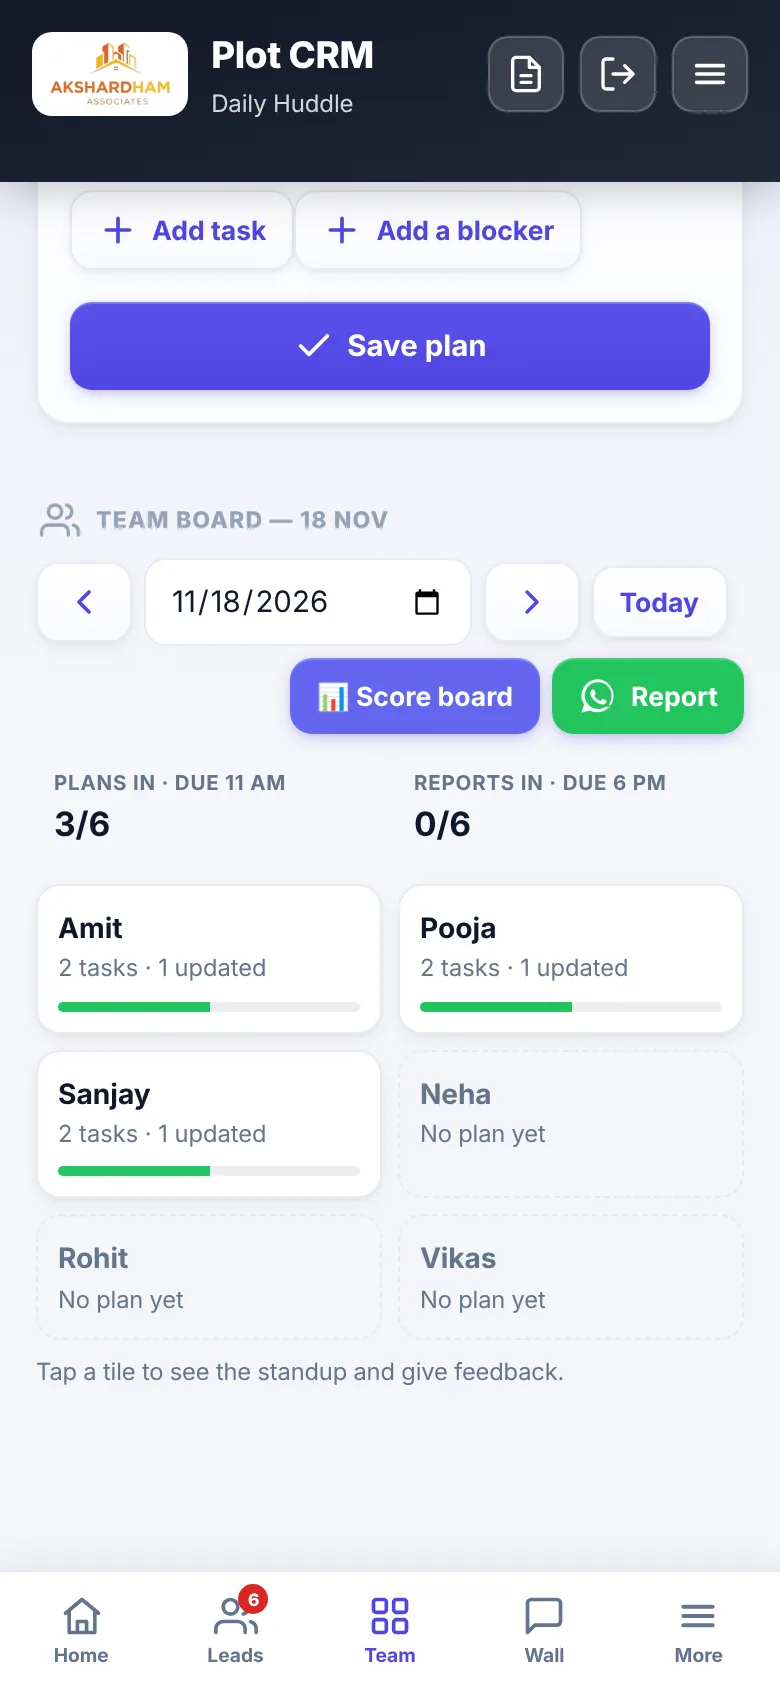 AKSHARDHAM
ASSOCIATES
Plot CRM
Daily Huddle
Add task
Add a blocker
Save plan
TEAM BOARD — 18 NOV
11/18/2026
Today
📊 Score board
Report
PLANS IN · DUE 11 AM
3/6
REPORTS IN · DUE 6 PM
0/6
Amit
2 tasks · 1 updated
Pooja
2 tasks · 1 updated
Sanjay
2 tasks · 1 updated
Neha
No plan yet
Rohit
No plan yet
Vikas
No plan yet
Tap a tile to see the standup and give feedback.
Home
6
Leads
Team
Wall
More